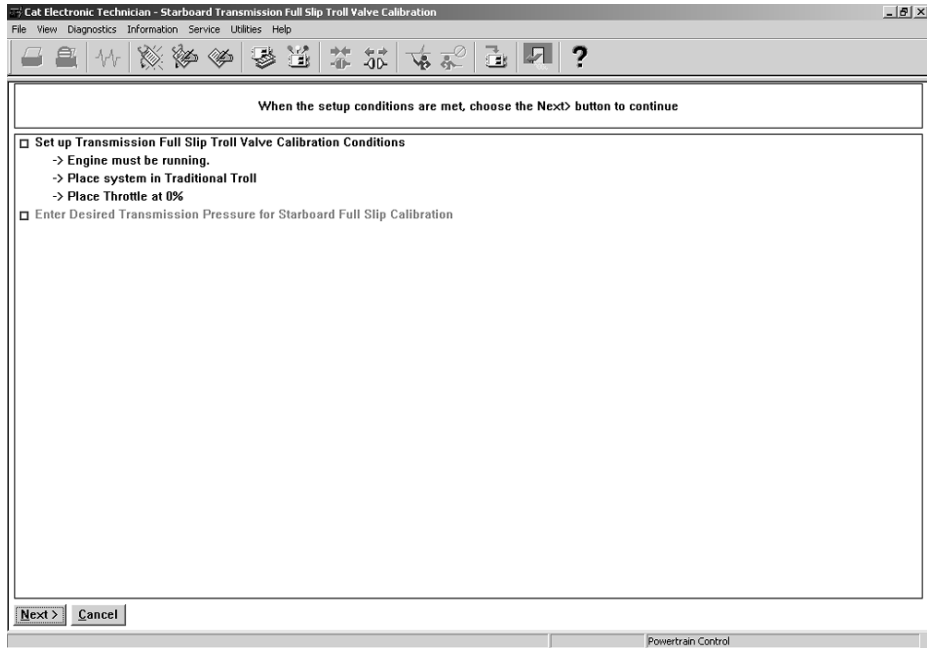 Cat Electronic Technician - Starboard Transmission Full Slip Troll Valve Calibration
File View Diagnostics Information Service Utilities Help
?
When the setup conditions are met, choose the Next> button to continue
Set up Transmission Full Slip Troll Valve Calibration Conditions
-> Engine must be running.
-> Place system in Traditional Troll
-> Place Throttle at 0%
Enter Desired Transmission Pressure for Starboard Full Slip Calibration
Next > Cancel
Powertrain Control